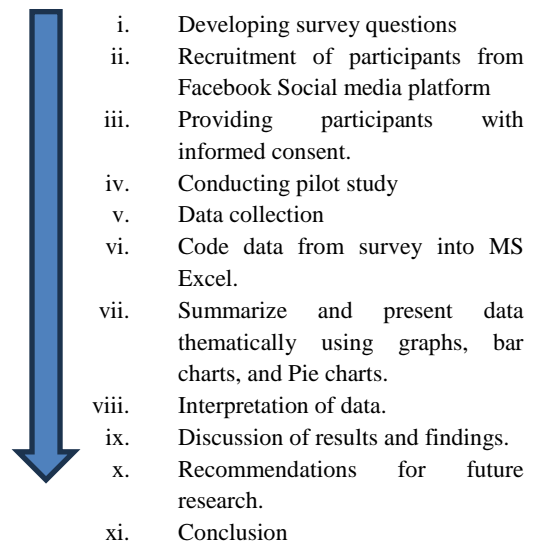 i. Developing survey questions
ii. Recruitment of participants from
Facebook Social media platform
iii. Providing participants with
informed consent.
iv. Conducting pilot study
v. Data collection
vi. Code data from survey into MS
Excel.
vii. Summarize and present data
thematically using graphs, bar
charts, and Pie charts.
viii. Interpretation of data.
ix. Discussion of results and findings.
x. Recommendations for future
research.
xi. Conclusion